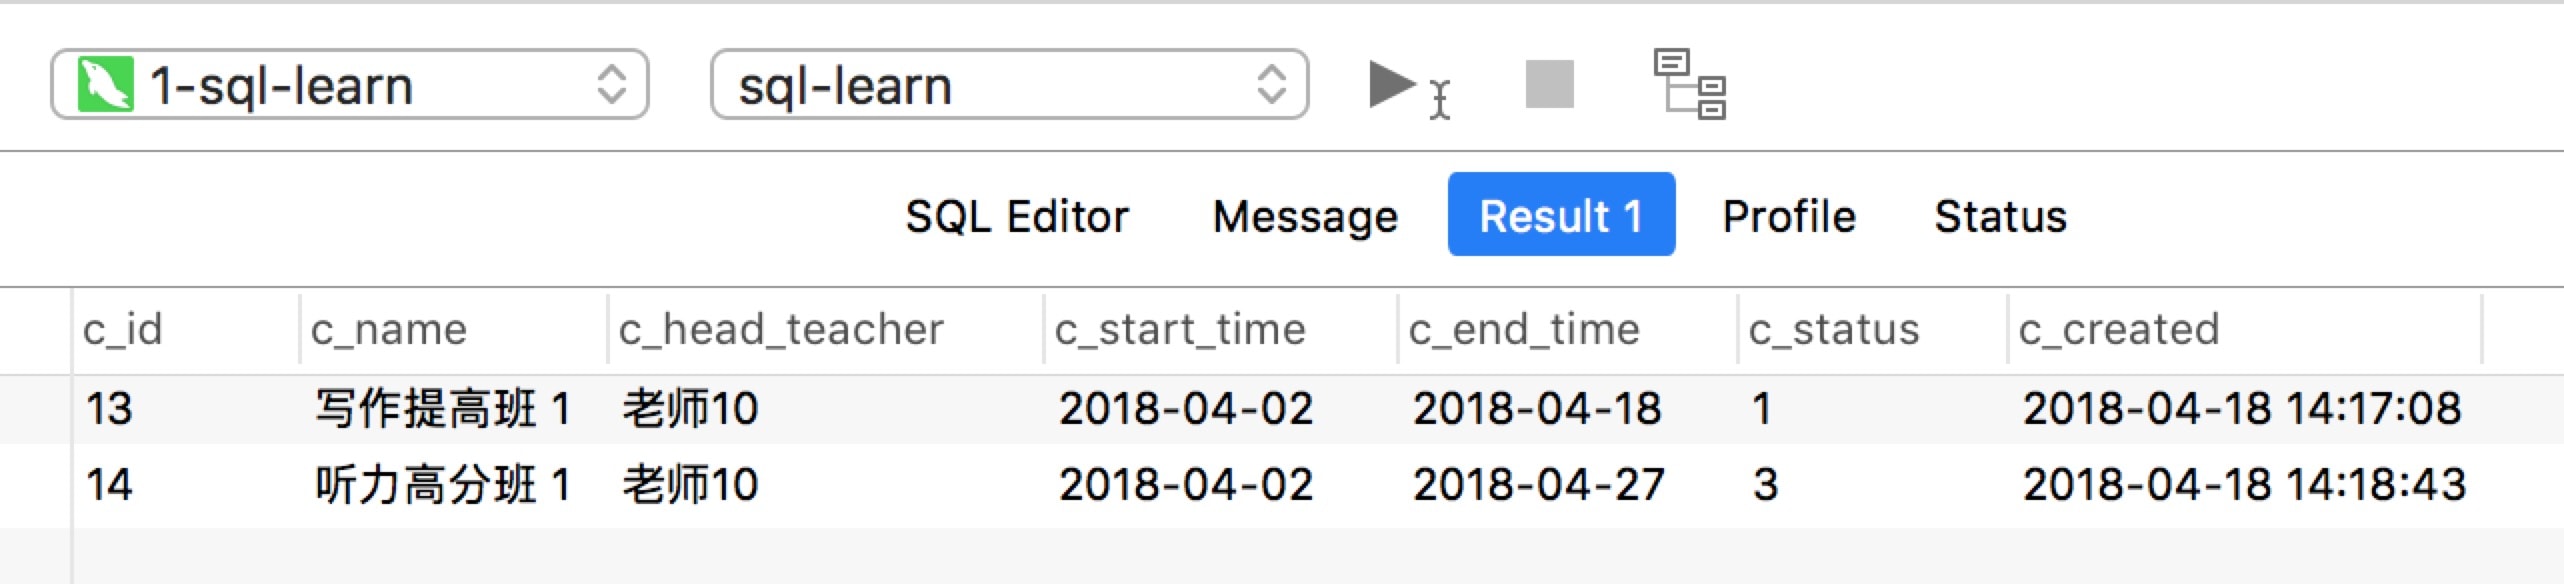 1-sql-learn sql-learn
SQL Editor Message Result 1 Profile Status
c_id c_name c_head_teacher c_start_time c_end_time c_status c_created
13 写作提高班 1 老师10 2018-04-02 2018-04-18 1 2018-04-18 14:17:08
14 听力高分班 1 老师10 2018-04-02 2018-04-27 3 2018-04-18 14:18:43